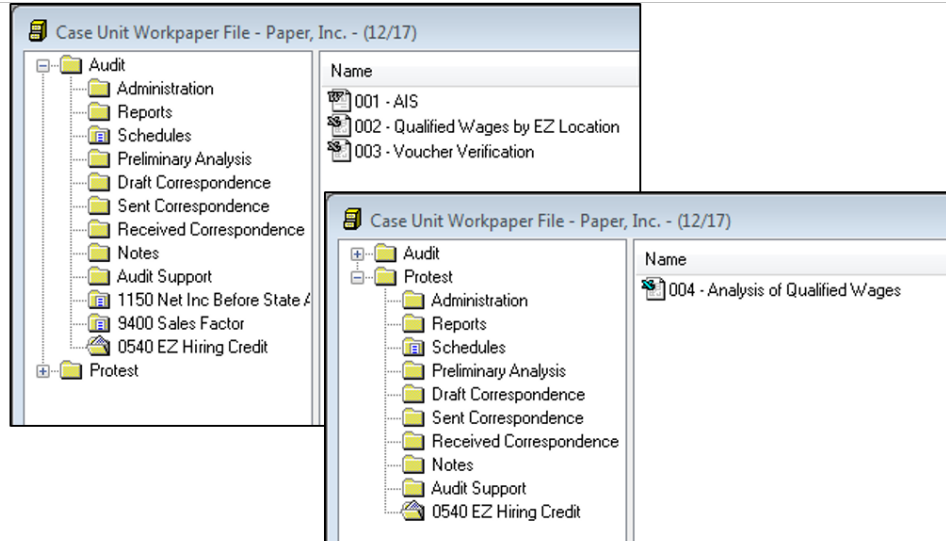 Case Unit Workpaper File - Paper, Inc. - (12/17)
Audit
Administration
Reports
Schedules
Preliminary Analysis
Draft Correspondence
Sent Correspondence
Received Correspondence
Notes
Audit Support
1150 Net Inc Before State
9400 Sales Factor
0540 EZ Hiring Credit
Protest
Name
001 - AIS
002 - Qualified Wages by EZ Location
003 - Voucher Verification
Case Unit Workpaper File - Paper, Inc. - (12/17)
Audit
Protest
Administration
Reports
Schedules
Preliminary Analysis
Draft Correspondence
Sent Correspondence
Received Correspondence
Notes
Audit Support
0540 EZ Hiring Credit
Name
004 - Analysis of Qualified Wages